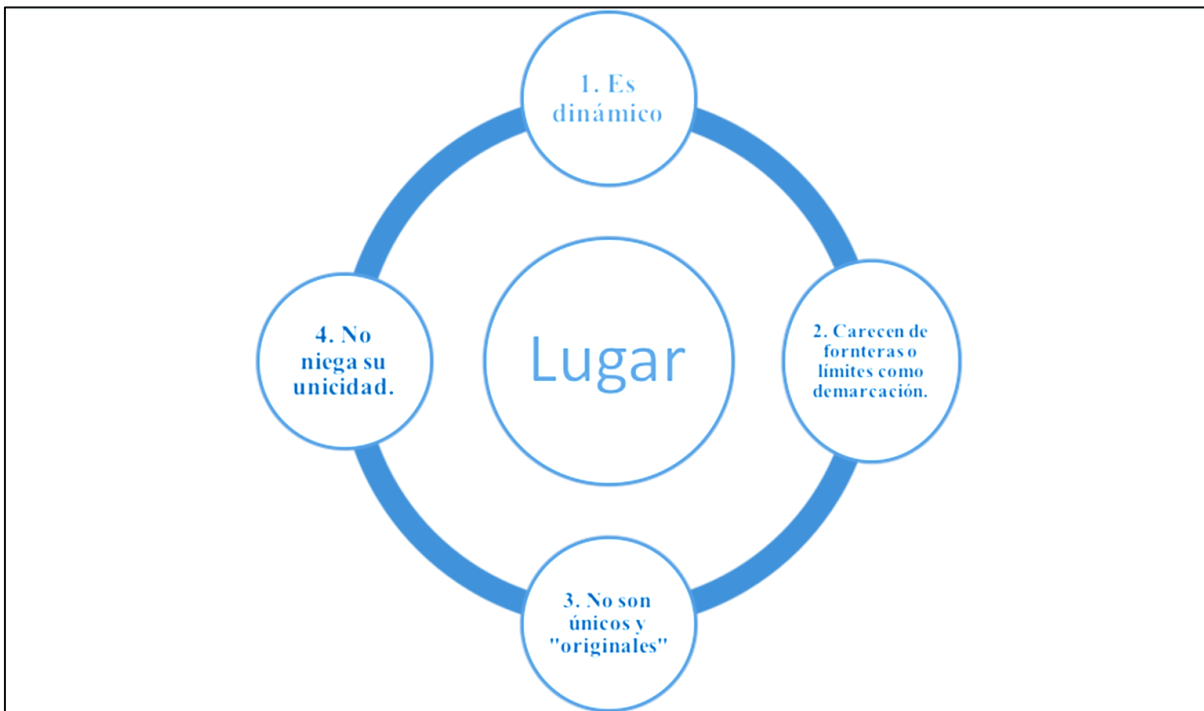 1. Es
dinámico
2. Carecen de
fornteras o
límites como
demarcación.
3. No son
únicos y
"originales"
4. No
niega su
unicidad.
Lugar